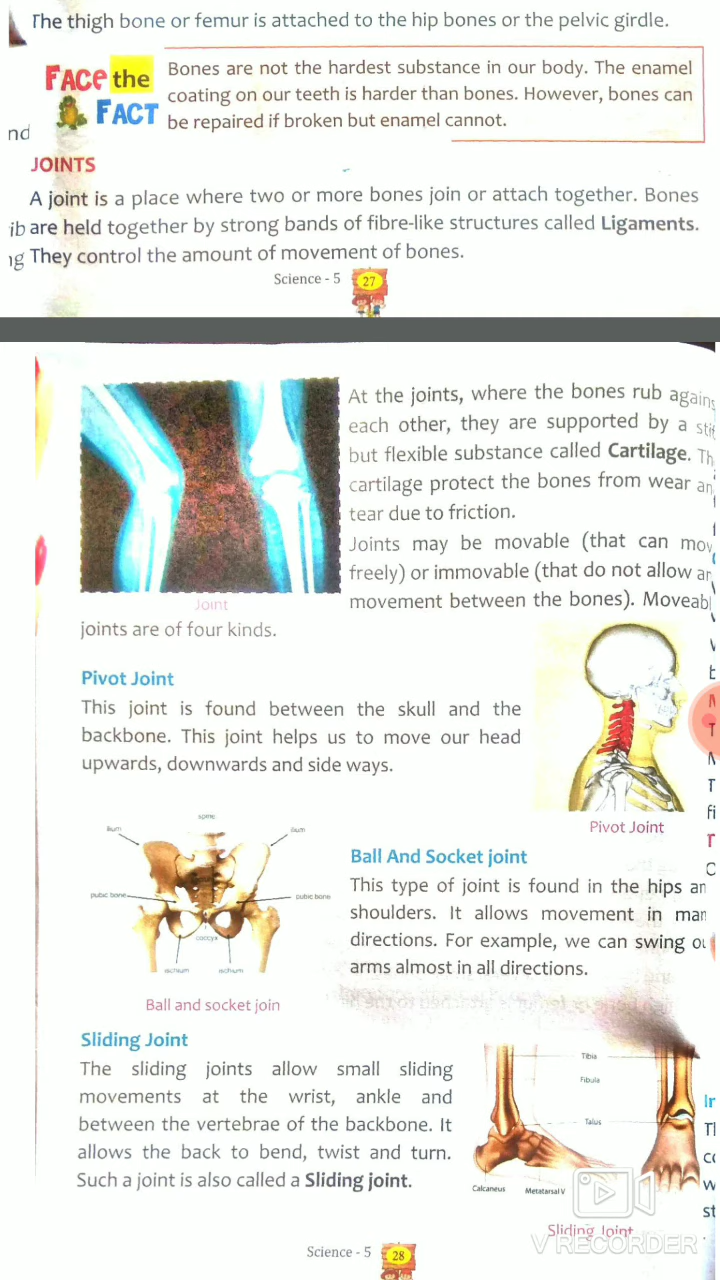 The thigh bone or femur is attached to the hip bones or the pelvic girdle.
FACE the
FACT
Bones are not the hardest substance in our body. The enamel
coating on our teeth is harder than bones. However, bones can
be repaired if broken but enamel cannot.
nd
JOINTS
A joint is a place where two or more bones join or attach together. Bones
ib are held together by strong bands of fibre-like structures called Ligaments.
They control the amount of movement of bones.
Science - 5 27
At the joints, where the bones rub agains
each other, they are supported by a
but flexible substance called Cartilage. Th
cartilage protect the bones from wear an
tear due to friction.
Joints may be movable (that can mov
freely) or immovable (that do not allow an
movement between the bones). Moveabl
Joint
joints are of four kinds.
Pivot Joint
This joint is found between the skull and the
backbone. This joint helps us to move our head
upwards, downwards and side ways.
Pivot Joint
spine
ilium
ilium
pubic bone
pubic bone
coccyx
ischium
ischium
Ball and socket join
Ball And Socket joint
This type of joint is found in the hips an
shoulders. It allows movement in man
directions. For example, we can swing ou
arms almost in all directions.
Sliding Joint
The sliding joints allow small sliding
movements at the wrist, ankle and
between the vertebrae of the backbone. It
allows the back to bend, twist and turn.
Such a joint is also called a Sliding joint.
Tibia
Fibula
Talus
Calcaneus
Metatarsal V
Sliding Joint
V RECORDER
Science - 5 28